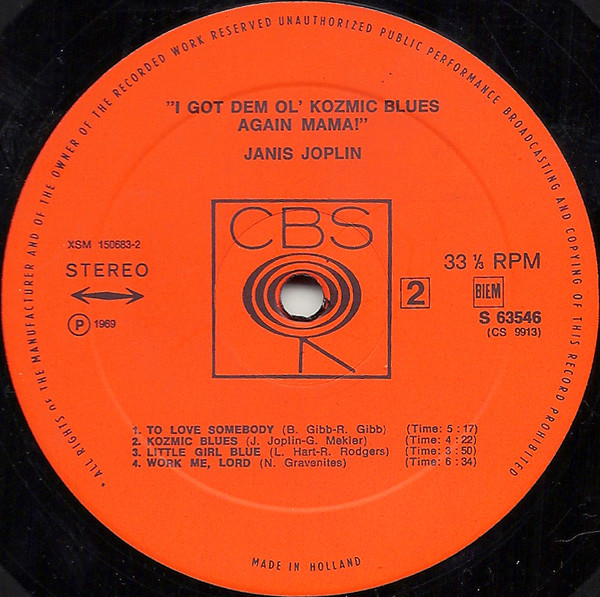 * ALL RIGHTS OF THE MANUFACTURER AND OF THE OWNER OF THE RECORDED WORK RESERVED UNAUTHORIZED PUBLIC PERFORMANCE BROADCASTING AND COPYING OF THIS RECORD PROHIBITED
"I GOT DEM OL' KOZMIC BLUES
AGAIN MAMA!"
JANIS JOPLIN
CBS
XSM 150683-2
STEREO
℗ 1969
2
33 ⅓ RPM
BIEM
S 63546
(CS 9913)
1. TO LOVE SOMEBODY (B. Gibb-R. Gibb) (Time: 5 : 17)
2. KOZMIC BLUES (J. Joplin-G. Mekler) (Time: 4 : 22)
3. LITTLE GIRL BLUE (L. Hart-R. Rodgers) (Time: 3 : 50)
4. WORK ME, LORD (N. Gravenites) (Time: 6 : 34)
MADE IN HOLLAND